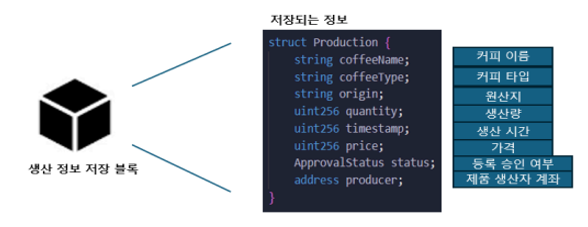 저장되는 정보
struct Production {
string coffeeName;
string coffeeType;
string origin;
uint256 quantity;
uint256 timestamp;
uint256 price;
ApprovalStatus status;
address producer;
}
커피 이름
커피 타입
원산지
생산량
생산 시간
가격
등록 승인 여부
제품 생산자 계좌
생산 정보 저장 블록